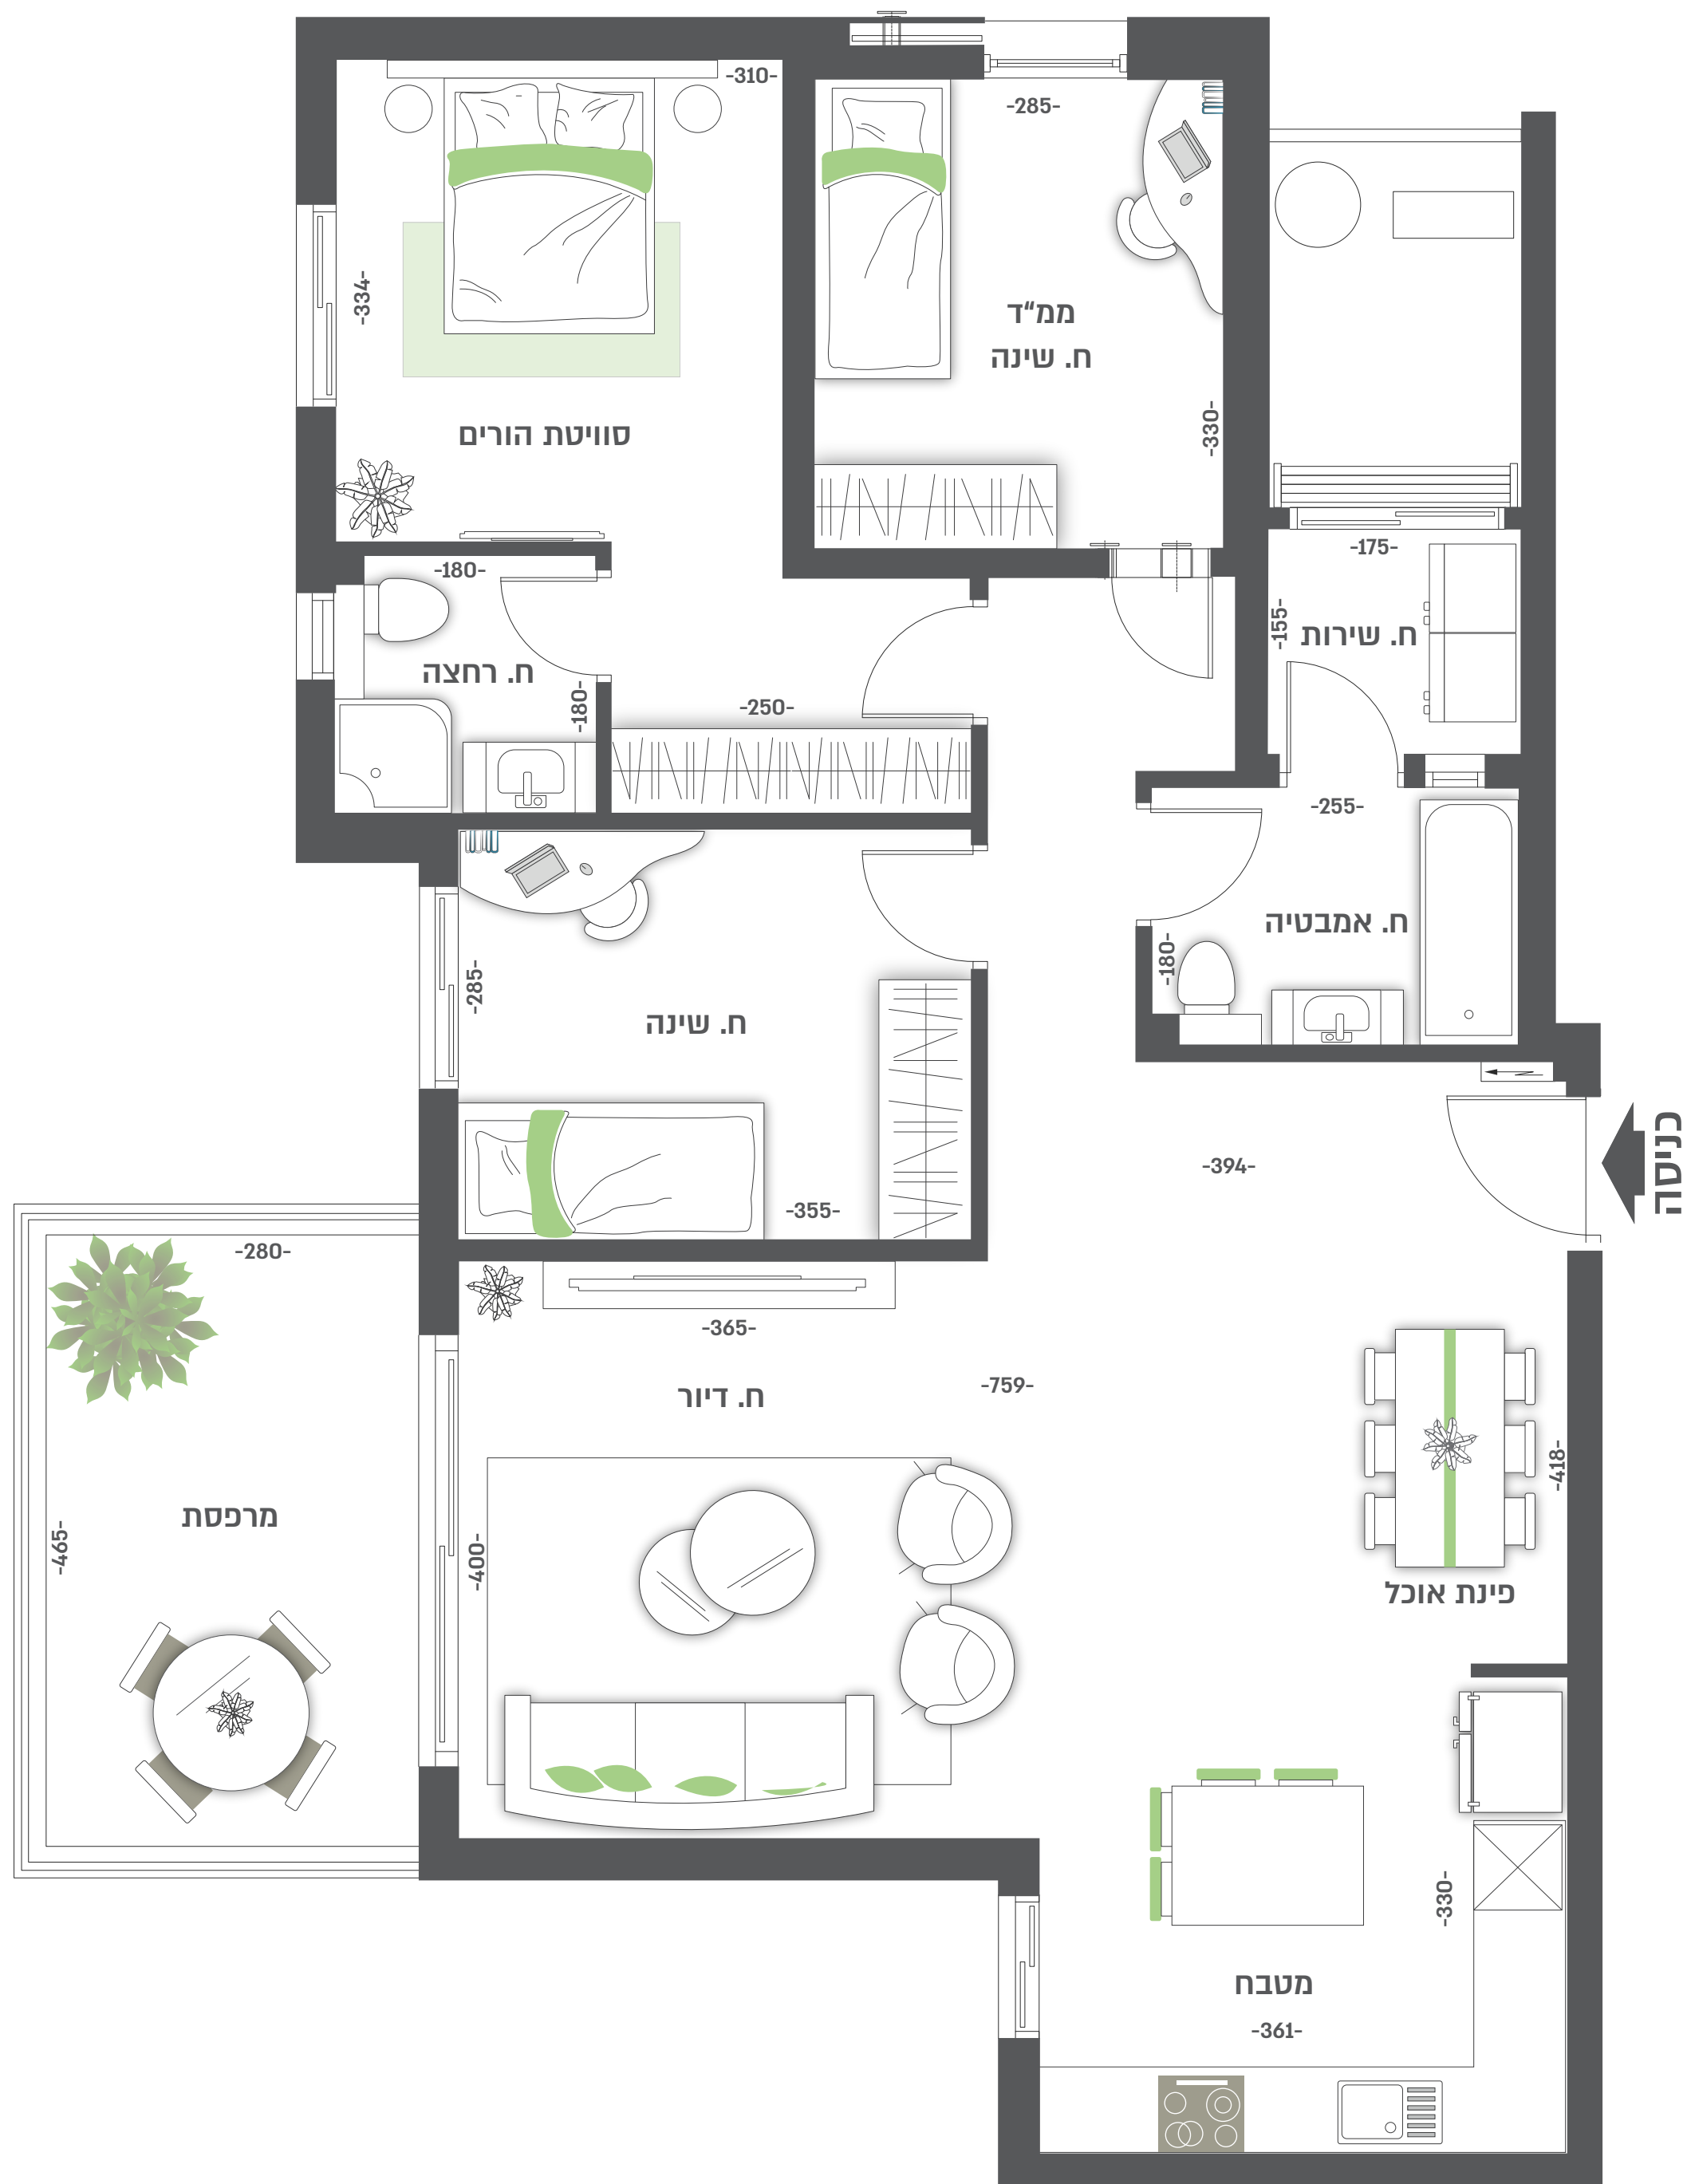 -310-
-285-
-334-
ממ"ד
ח. שינה
-330-
סוויטת הורים
-175-
-180-
-155-
ח. שירות
ח. רחצה
-180-
-250-
-255-
ח. אמבטיה
-180-
-285-
ח. שינה
כניסה
-394-
-355-
-280-
-365-
-759-
ח. דיור
-418-
מרפסת
-465-
-400-
פינת אוכל
-330-
מטבח
-361-